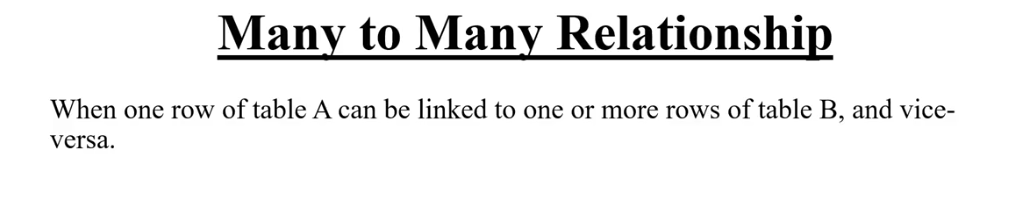 Many to Many Relationship
When one row of table A can be linked to one or more rows of table B, and vice-
versa.